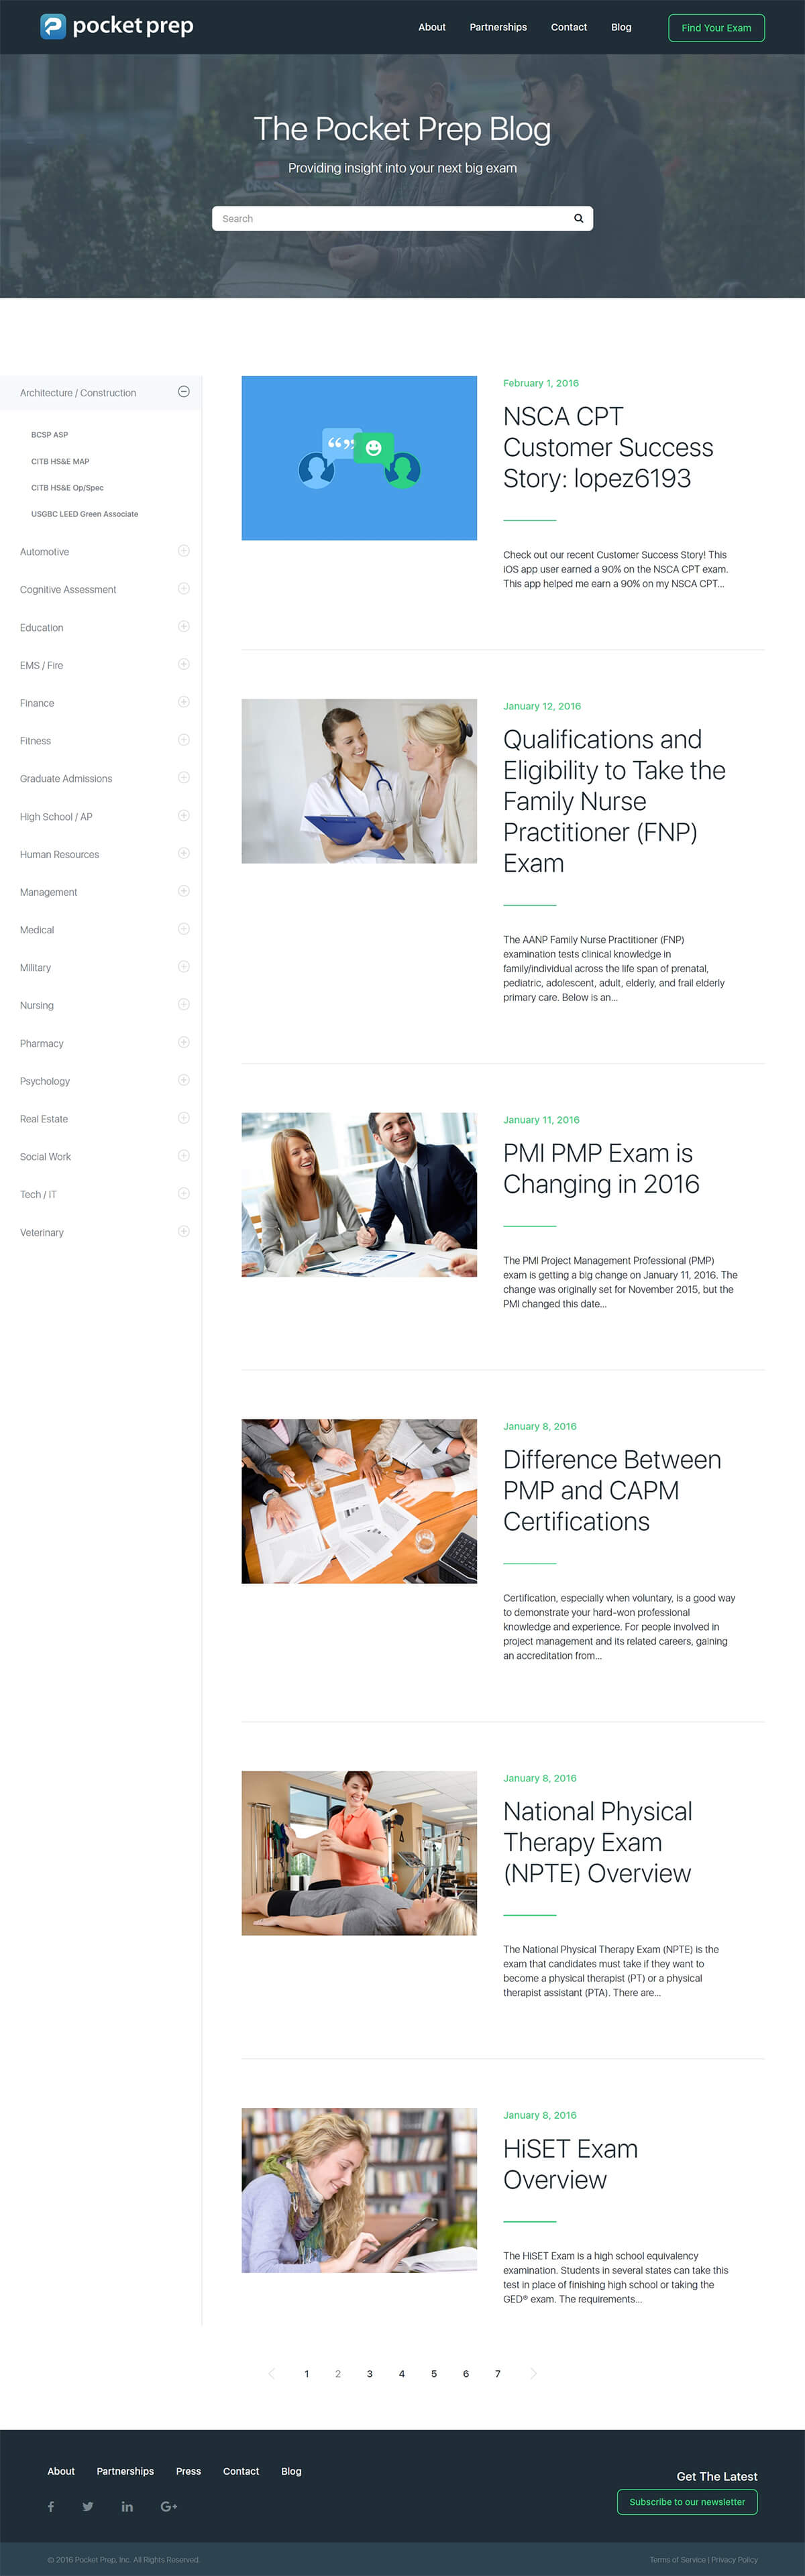 pocket prep
About Partnerships Contact Blog Find Your Exam
The Pocket Prep Blog
Providing insight into your next big exam
Search
Architecture / Construction
BCSP ASP
CITB HS&E MAP
CITB HS&E Op/Spec
USGBC LEED Green Associate
Automotive
Cognitive Assessment
Education
EMS / Fire
Finance
Fitness
Graduate Admissions
High School / AP
Human Resources
Management
Medical
Military
Nursing
Pharmacy
Psychology
Real Estate
Social Work
Tech / IT
Veterinary
February 1, 2016
NSCA CPT
Customer Success
Story: lopez6193
Check out our recent Customer Success Story! This
iOS app user earned a 90% on the NSCA CPT exam.
This app helped me earn a 90% on my NSCA CPT...
January 12, 2016
Qualifications and
Eligibility to Take the
Family Nurse
Practitioner (FNP)
Exam
The AANP Family Nurse Practitioner (FNP)
examination tests clinical knowledge in
family/individual across the life span of prenatal,
pediatric, adolescent, adult, elderly, and frail elderly
primary care. Below is an...
January 11, 2016
PMI PMP Exam is
Changing in 2016
The PMI Project Management Professional (PMP)
exam is getting a big change on January 11, 2016. The
change was originally set for November 2015, but the
PMI changed this date...
January 8, 2016
Difference Between
PMP and CAPM
Certifications
Certification, especially when voluntary, is a good way
to demonstrate your hard-won professional
knowledge and experience. For people involved in
project management and its related careers, gaining
an accreditation from...
January 8, 2016
National Physical
Therapy Exam
(NPTE) Overview
The National Physical Therapy Exam (NPTE) is the
exam that candidates must take if they want to
become a physical therapist (PT) or a physical
therapist assistant (PTA). There are...
January 8, 2016
HiSET Exam
Overview
The HiSET Exam is a high school equivalency
examination. Students in several states can take this
test in place of finishing high school or taking the
GED® exam. The requirements...
1 2 3 4 5 6 7
About Partnerships Press Contact Blog
Get The Latest
Subscribe to our newsletter
© 2016 Pocket Prep, Inc. All Rights Reserved.
Terms of Service | Privacy Policy